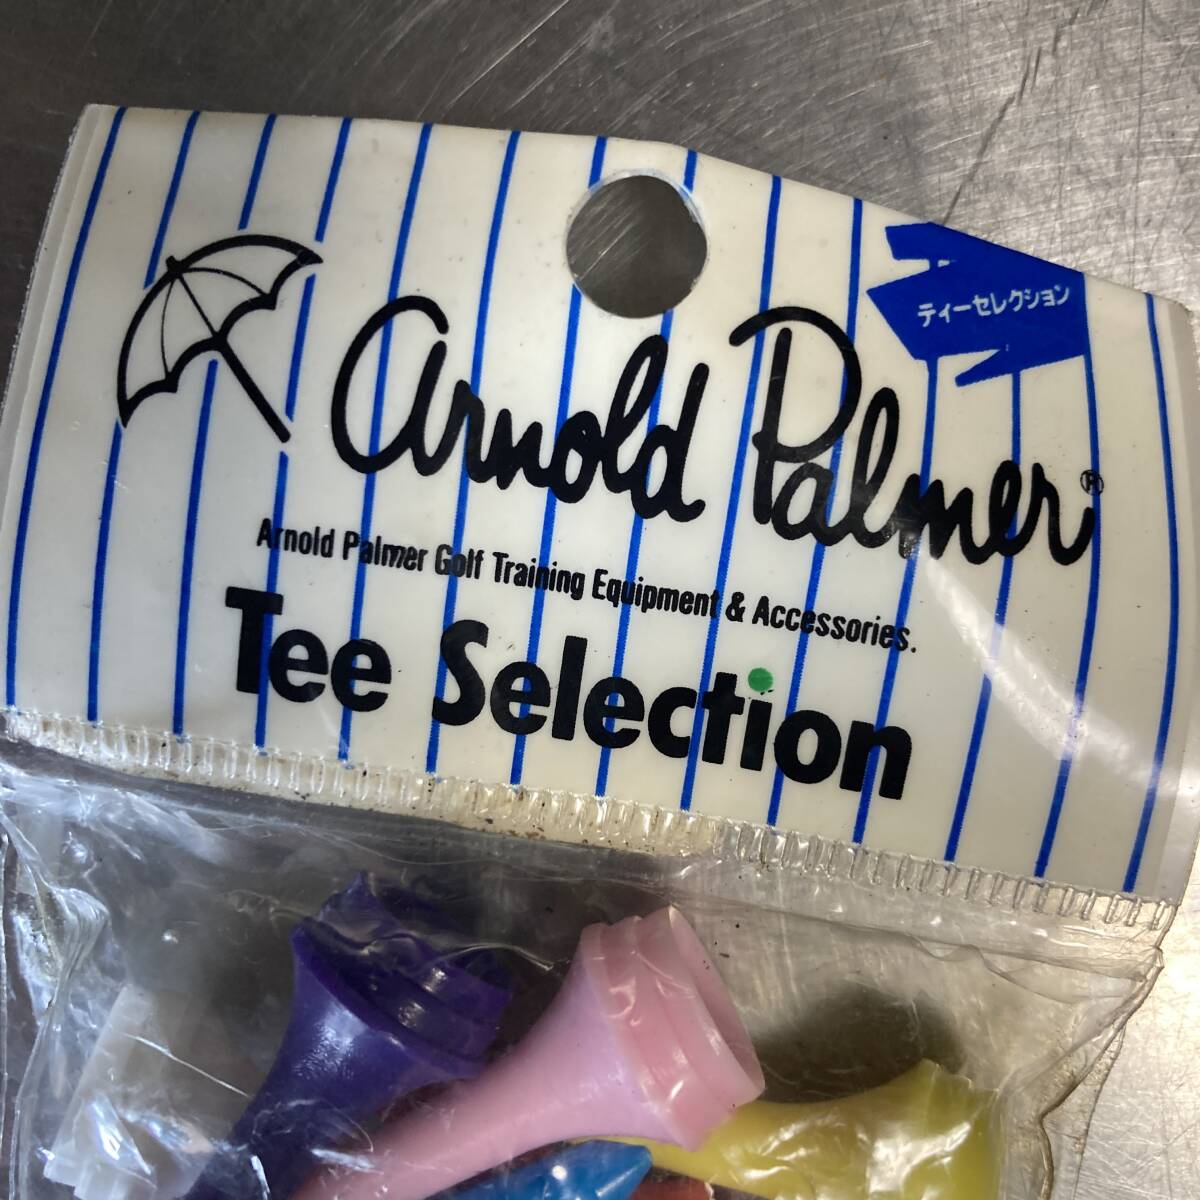 ティーセレクション
Arnold Palmer®
Arnold Palmer Golf Training Equipment & Accessories.
Tee Selection